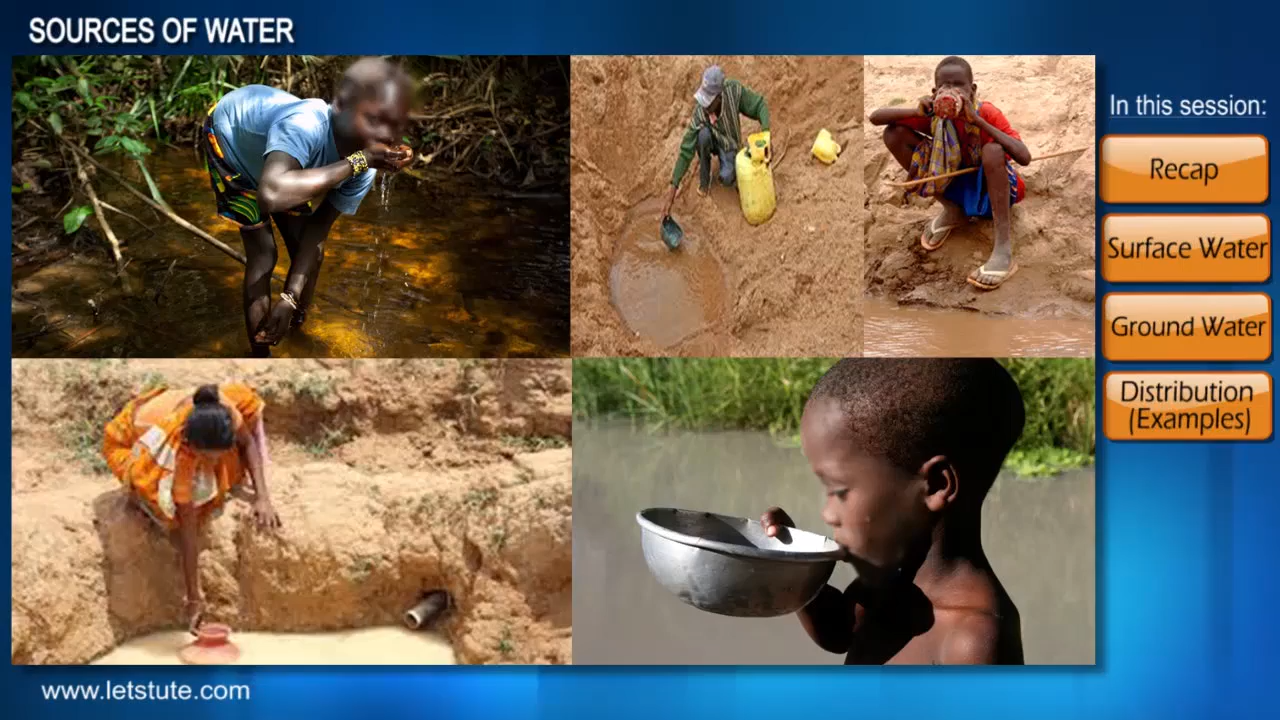 SOURCES OF WATER
In this session:
Recap
Surface Water
Ground Water
Distribution
(Examples)
www.letstute.com